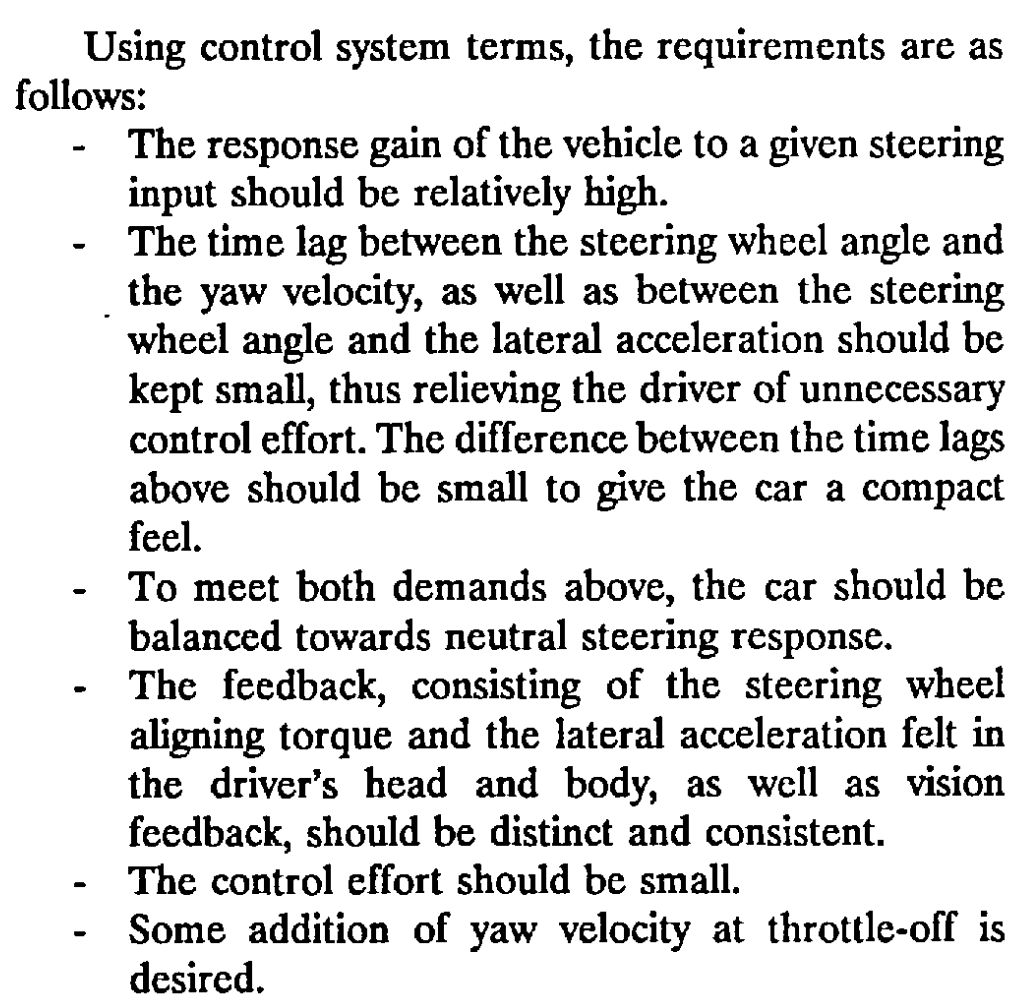 Using control system terms, the requirements are as
follows:
- The response gain of the vehicle to a given steering
input should be relatively high.
- The time lag between the steering wheel angle and
the yaw velocity, as well as between the steering
wheel angle and the lateral acceleration should be
kept small, thus relieving the driver of unnecessary
control effort. The difference between the time lags
above should be small to give the car a compact
feel.
- To meet both demands above, the car should be
balanced towards neutral steering response.
- The feedback, consisting of the steering wheel
aligning torque and the lateral acceleration felt in
the driver's head and body, as well as vision
feedback, should be distinct and consistent.
- The control effort should be small.
- Some addition of yaw velocity at throttle-off is
desired.